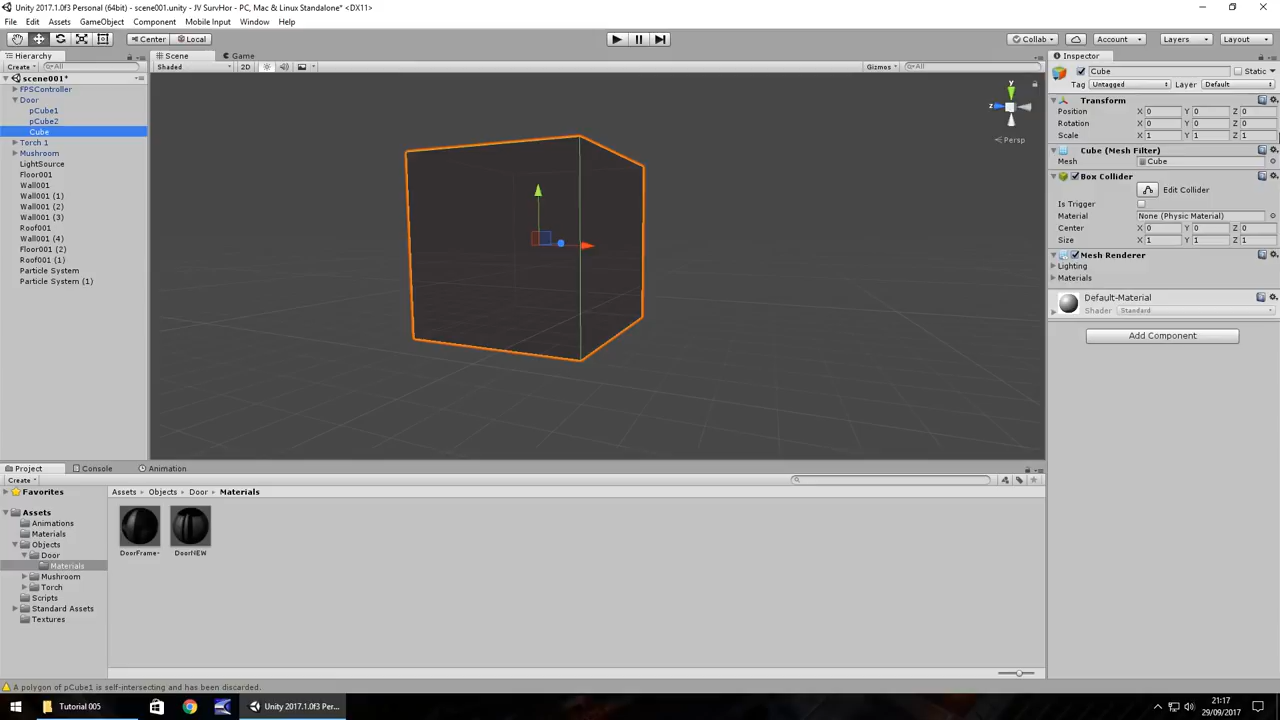 Unity 2017.1.0f3 Personal (64bit) - scene001.unity - JV SurvHor - PC, Mac & Linux Standalone* <DX11>
File Edit Assets GameObject Component Mobile Input Window Help
Center Local Collab Account Layers Layout
Hierarchy Scene Game Inspector
Create All Shaded 2D Gizmos All Cube Static
scene001* Tag Untagged Layer Default
FPSController
Door
pCube1
pCube2
Cube
Torch 1
Mushroom
LightSource
Floor001
Wall001
Wall001 (1)
Wall001 (2)
Wall001 (3)
Roof001
Wall001 (4)
Floor001 (2)
Roof001 (1)
Particle System
Particle System (1)
y
z
Persp
Transform
Position X 0 Y 0 Z 0
Rotation X 0 Y 0 Z 0
Scale X 1 Y 1 Z 1
Cube (Mesh Filter)
Mesh Cube
Box Collider
Edit Collider
Is Trigger
Material None (Physic Material)
Center X 0 Y 0 Z 0
Size X 1 Y 1 Z 1
Mesh Renderer
Lighting
Materials
Default-Material
Shader Standard
Add Component
Project Console Animation
Create
Favorites
Assets
Animations
Materials
Objects
Door
Materials
Mushroom
Torch
Scripts
Standard Assets
Textures
Assets Objects Door Materials
DoorFrame- DoorNEW
A polygon of pCube1 is self-intersecting and has been discarded.
Tutorial 005 Unity 2017.1.0f3 Per...
21:17
29/09/2017